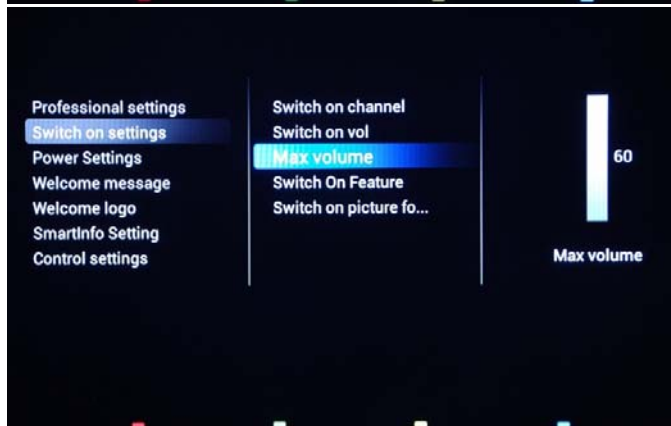 Professional settings
Switch on settings
Power Settings
Welcome message
Welcome logo
SmartInfo Setting
Control settings
Switch on channel
Switch on vol
Max volume
Switch On Feature
Switch on picture fo...
60
Max volume